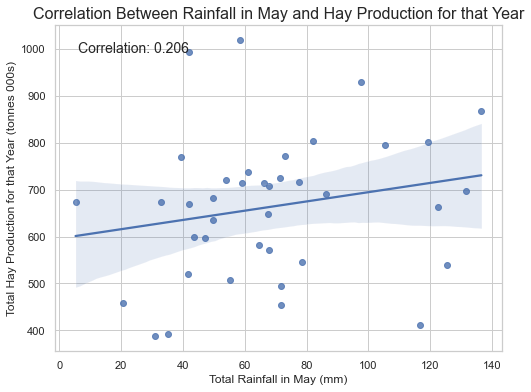 Correlation Between Rainfall in May and Hay Production for that Year
Correlation: 0.206
Total Hay Production for that Year (tonnes 000s)
1000
900
800
700
600
500
400
0 20 40 60 80 100 120 140
Total Rainfall in May (mm)